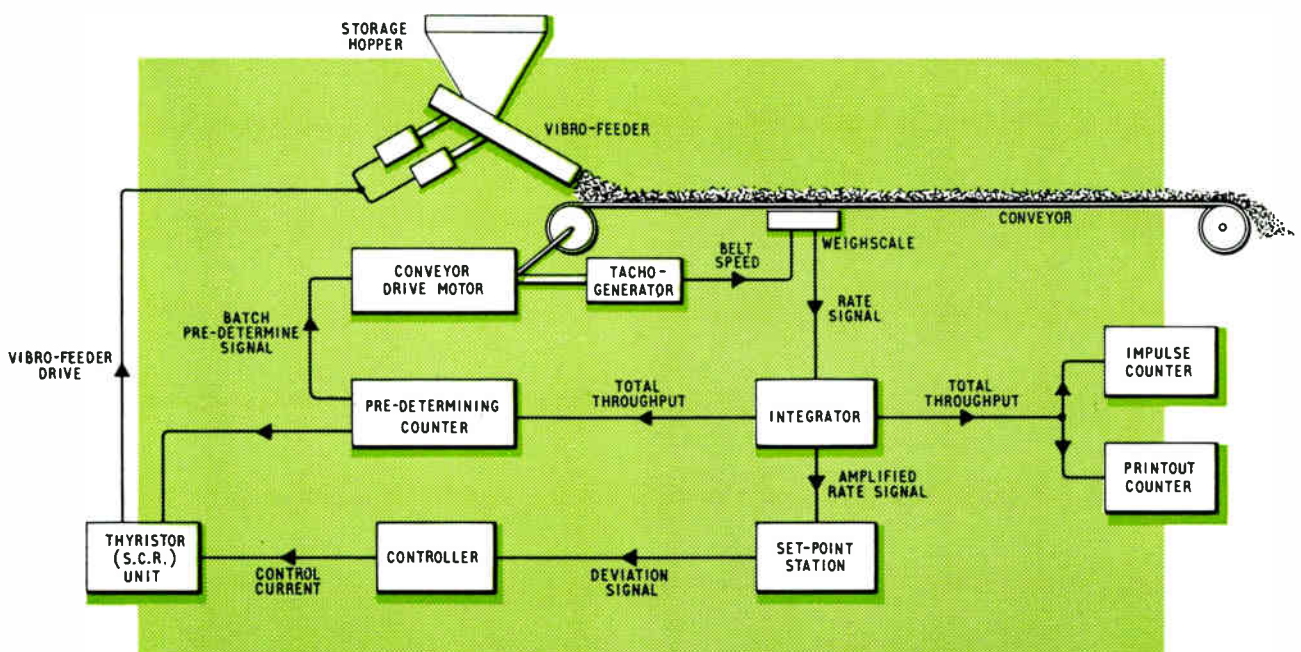 STORAGE
HOPPER
VIBRO-FEEDER
CONVEYOR
WEIGHSCALE
BELT
SPEED
CONVEYOR
DRIVE MOTOR
TACHO-
GENERATOR
RATE
SIGNAL
BATCH
PRE-DETERMINE
SIGNAL
VIBRO-FEEDER
DRIVE
IMPULSE
COUNTER
PRE-DETERMINING
COUNTER
TOTAL
THROUGHPUT
INTEGRATOR
TOTAL
THROUGHPUT
PRINTOUT
COUNTER
AMPLIFIED
RATE SIGNAL
THYRISTOR
(S.C.R.)
UNIT
CONTROL
CURRENT
CONTROLLER
DEVIATION
SIGNAL
SET-POINT
STATION